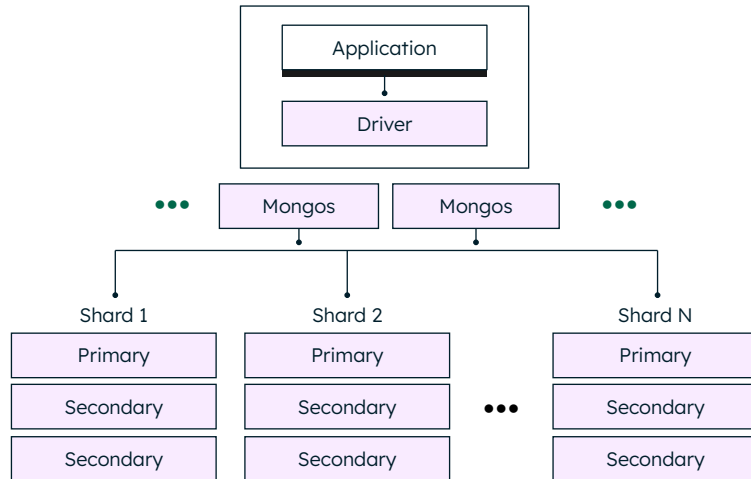 Application
Driver
Mongos Mongos
Shard 1 Shard 2 Shard N
Primary Primary Primary
Secondary Secondary Secondary
Secondary Secondary Secondary